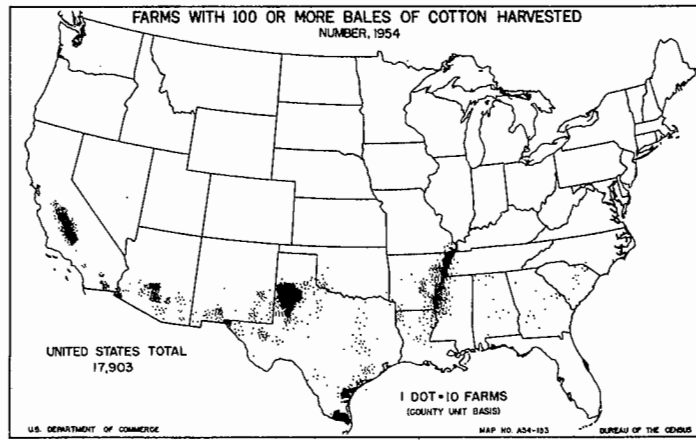 FARMS WITH 100 OR MORE BALES OF COTTON HARVESTED
NUMBER, 1954
UNITED STATES TOTAL
17,903
1 DOT=10 FARMS
(COUNTY UNIT BASIS)
U.S. DEPARTMENT OF COMMERCE
MAP NO. A54-193
BUREAU OF THE CENSUS